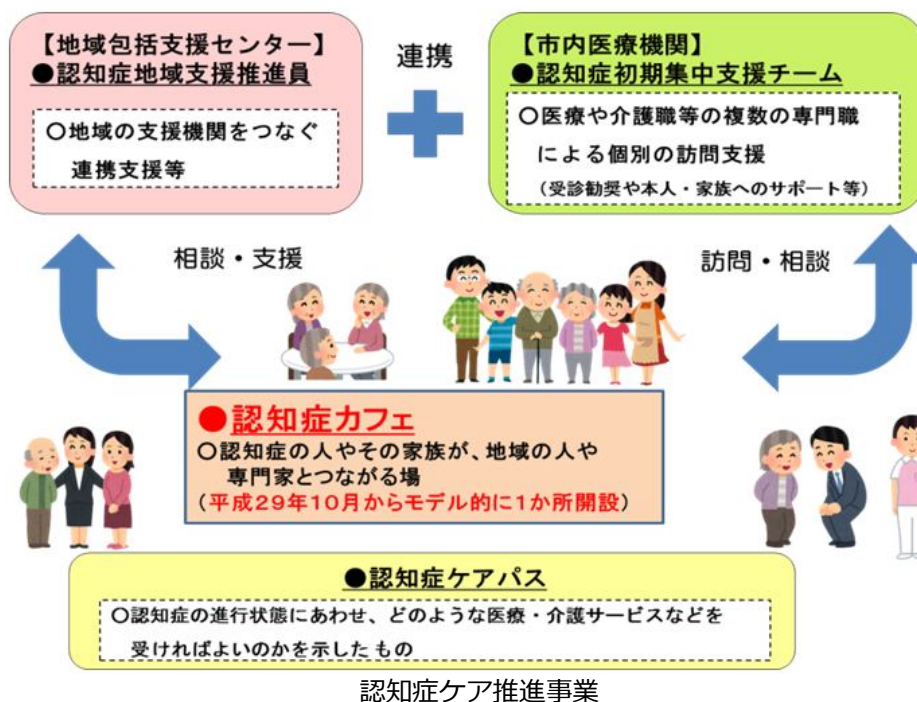 【地域包括支援センター】
●認知症地域支援推進員
○地域の支援機関をつなぐ
連携支援等
連携
【市内医療機関】
●認知症初期集中支援チーム
○医療や介護職等の複数の専門職
による個別の訪問支援
（受診勧奨や本人・家族へのサポート等）
相談・支援
訪問・相談
●認知症カフェ
○認知症の人やその家族が、地域の人や
専門家とつながる場
（平成29年10月からモデル的に1か所開設）
●認知症ケアパス
○認知症の進行状態にあわせ、どのような医療・介護サービスなどを
受ければよいのかを示したもの
認知症ケア推進事業